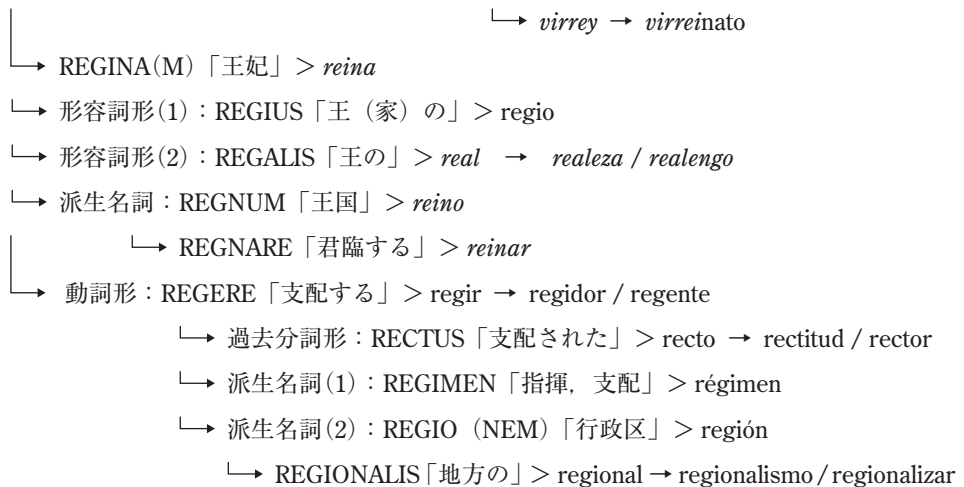 virrey → virreinato
REGINA(M)「王妃」> reina
形容詞形(1)：REGIUS「王（家）の」> regio
形容詞形(2)：REGALIS「王の」> real → realeza / realengo
派生名詞：REGNUM「王国」> reino
REGNARE「君臨する」> reinar
動詞形：REGERE「支配する」> regir → regidor / regente
過去分詞形：RECTUS「支配された」> recto → rectitud / rector
派生名詞(1)：REGIMEN「指揮，支配」> régimen
派生名詞(2)：REGIO（NEM）「行政区」> región
REGIONALIS「地方の」> regional → regionalismo / regionalizar